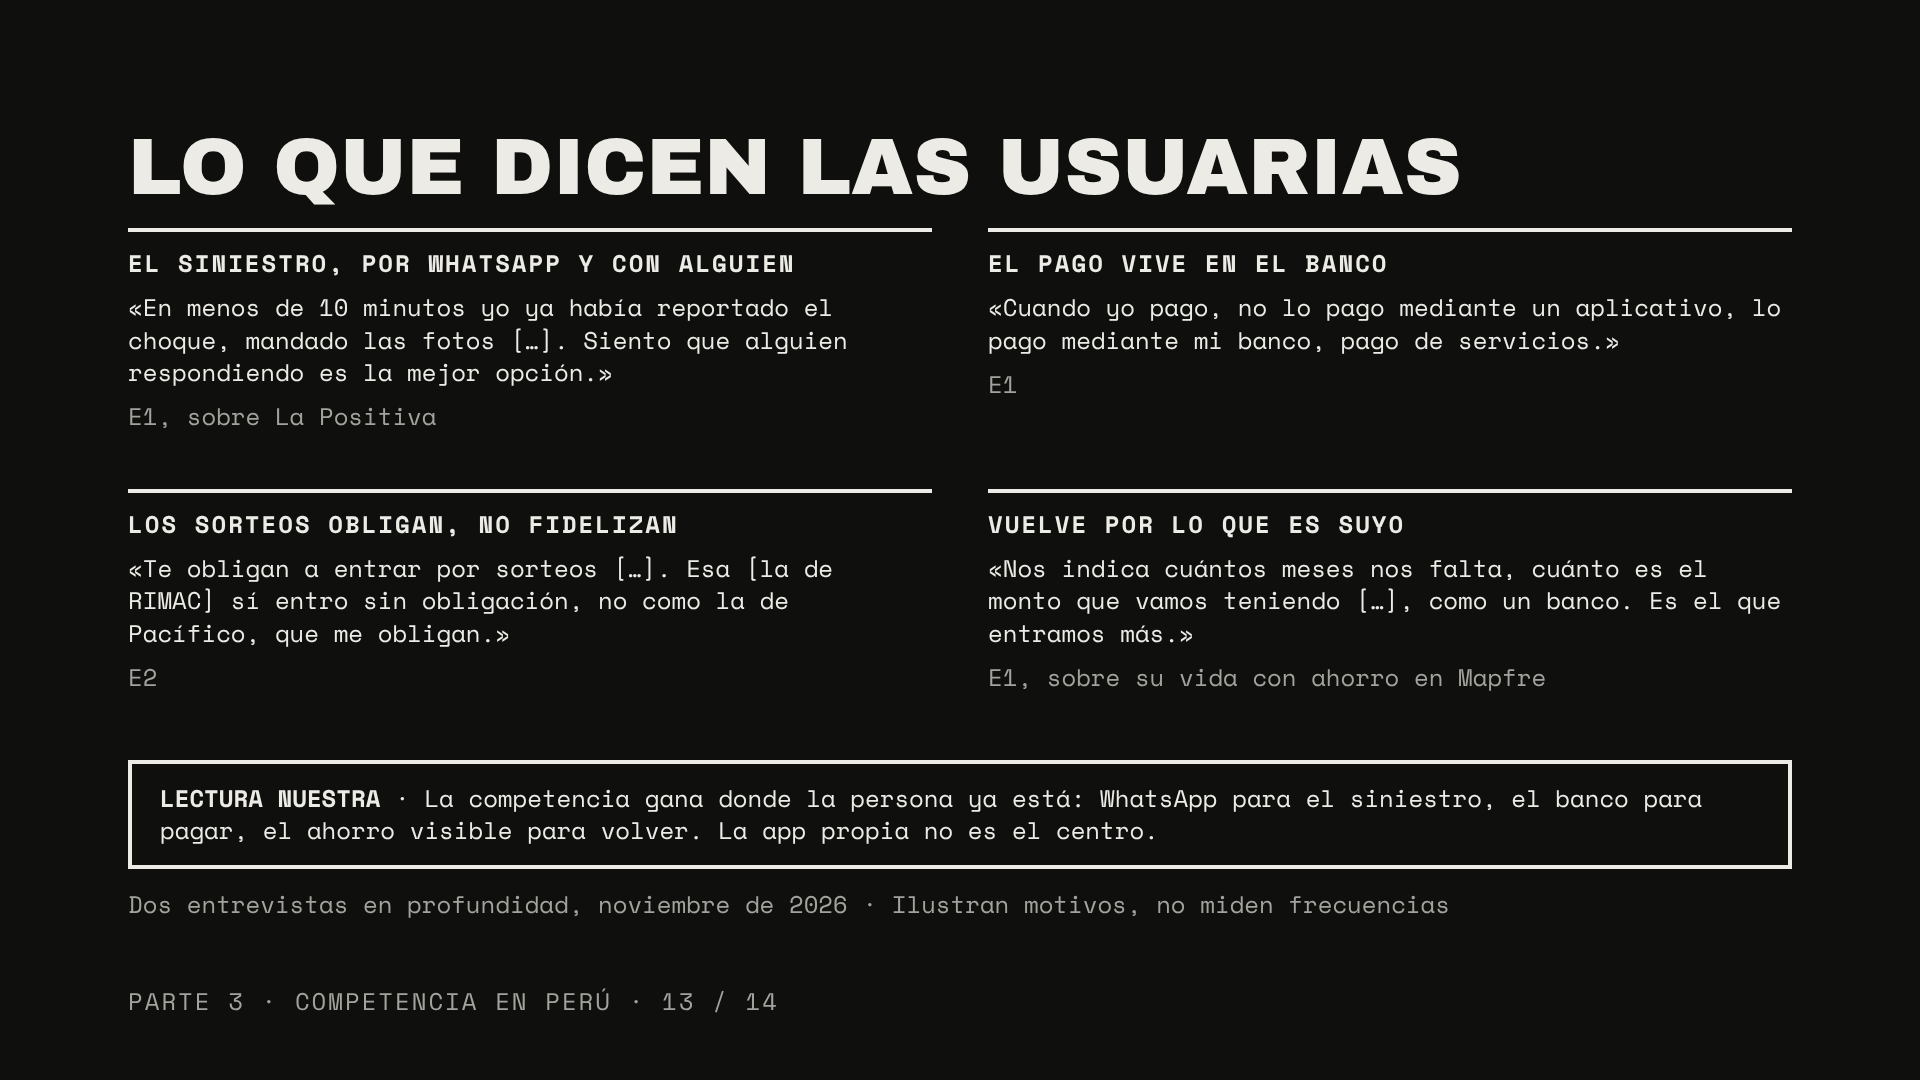 LO QUE DICEN LAS USUARIAS
EL SINIESTRO, POR WHATSAPP Y CON ALGUIEN
«En menos de 10 minutos yo ya había reportado el
choque, mandado las fotos […]. Siento que alguien
respondiendo es la mejor opción.»
E1, sobre La Positiva
EL PAGO VIVE EN EL BANCO
«Cuando yo pago, no lo pago mediante un aplicativo, lo
pago mediante mi banco, pago de servicios.»
E1
LOS SORTEOS OBLIGAN, NO FIDELIZAN
«Te obligan a entrar por sorteos […]. Esa [la de
RIMAC] sí entro sin obligación, no como la de
Pacífico, que me obligan.»
E2
VUELVE POR LO QUE ES SUYO
«Nos indica cuántos meses nos falta, cuánto es el
monto que vamos teniendo […], como un banco. Es el que
entramos más.»
E1, sobre su vida con ahorro en Mapfre
LECTURA NUESTRA · La competencia gana donde la persona ya está: WhatsApp para el siniestro, el banco para
pagar, el ahorro visible para volver. La app propia no es el centro.
Dos entrevistas en profundidad, noviembre de 2026 · Ilustran motivos, no miden frecuencias
PARTE 3 · COMPETENCIA EN PERÚ · 13 / 14